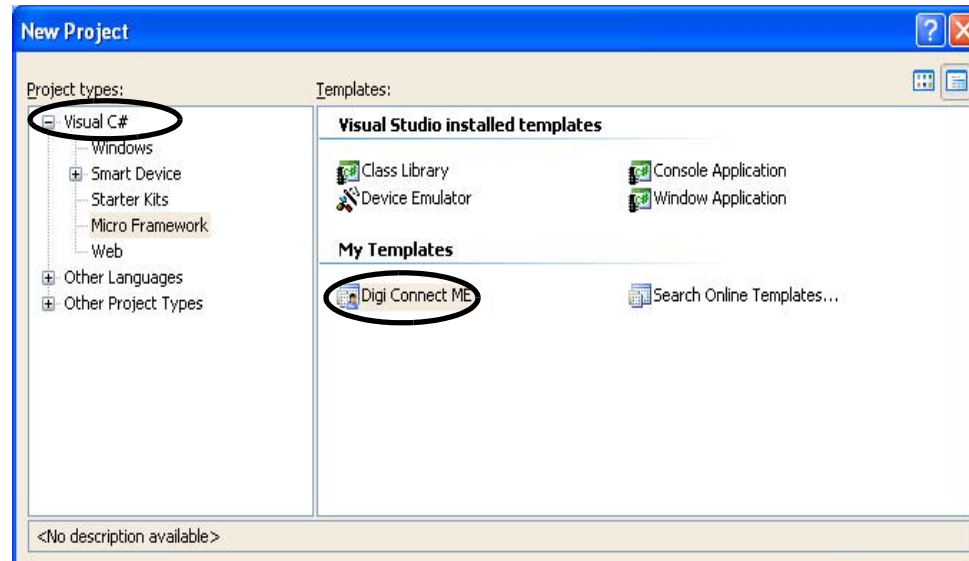 New Project
Project types:
Templates:
Visual C#
Windows
Smart Device
Starter Kits
Micro Framework
Web
Other Languages
Other Project Types
Visual Studio installed templates
Class Library
Console Application
Device Emulator
Window Application
My Templates
Digi Connect ME
Search Online Templates...
<No description available>